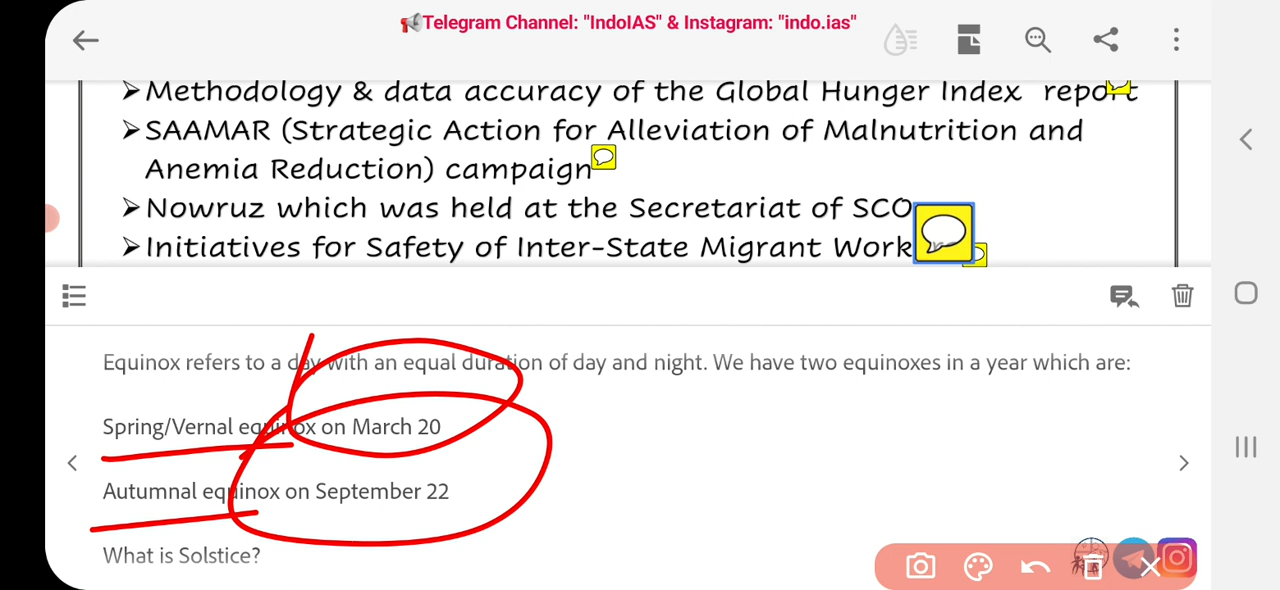 📢Telegram Channel: "IndoIAS" & Instagram: "indo.ias"
➢Methodology & data accuracy of the Global Hunger Index report
➢SAAMAR (Strategic Action for Alleviation of Malnutrition and
Anemia Reduction) campaign
➢Nowruz which was held at the Secretariat of SCO
➢Initiatives for Safety of Inter-State Migrant
Equinox refers to a day with an equal duration of day and night. We have two equinoxes in a year which are:
Spring/Vernal equinox on March 20
Autumnal equinox on September 22
What is Solstice?